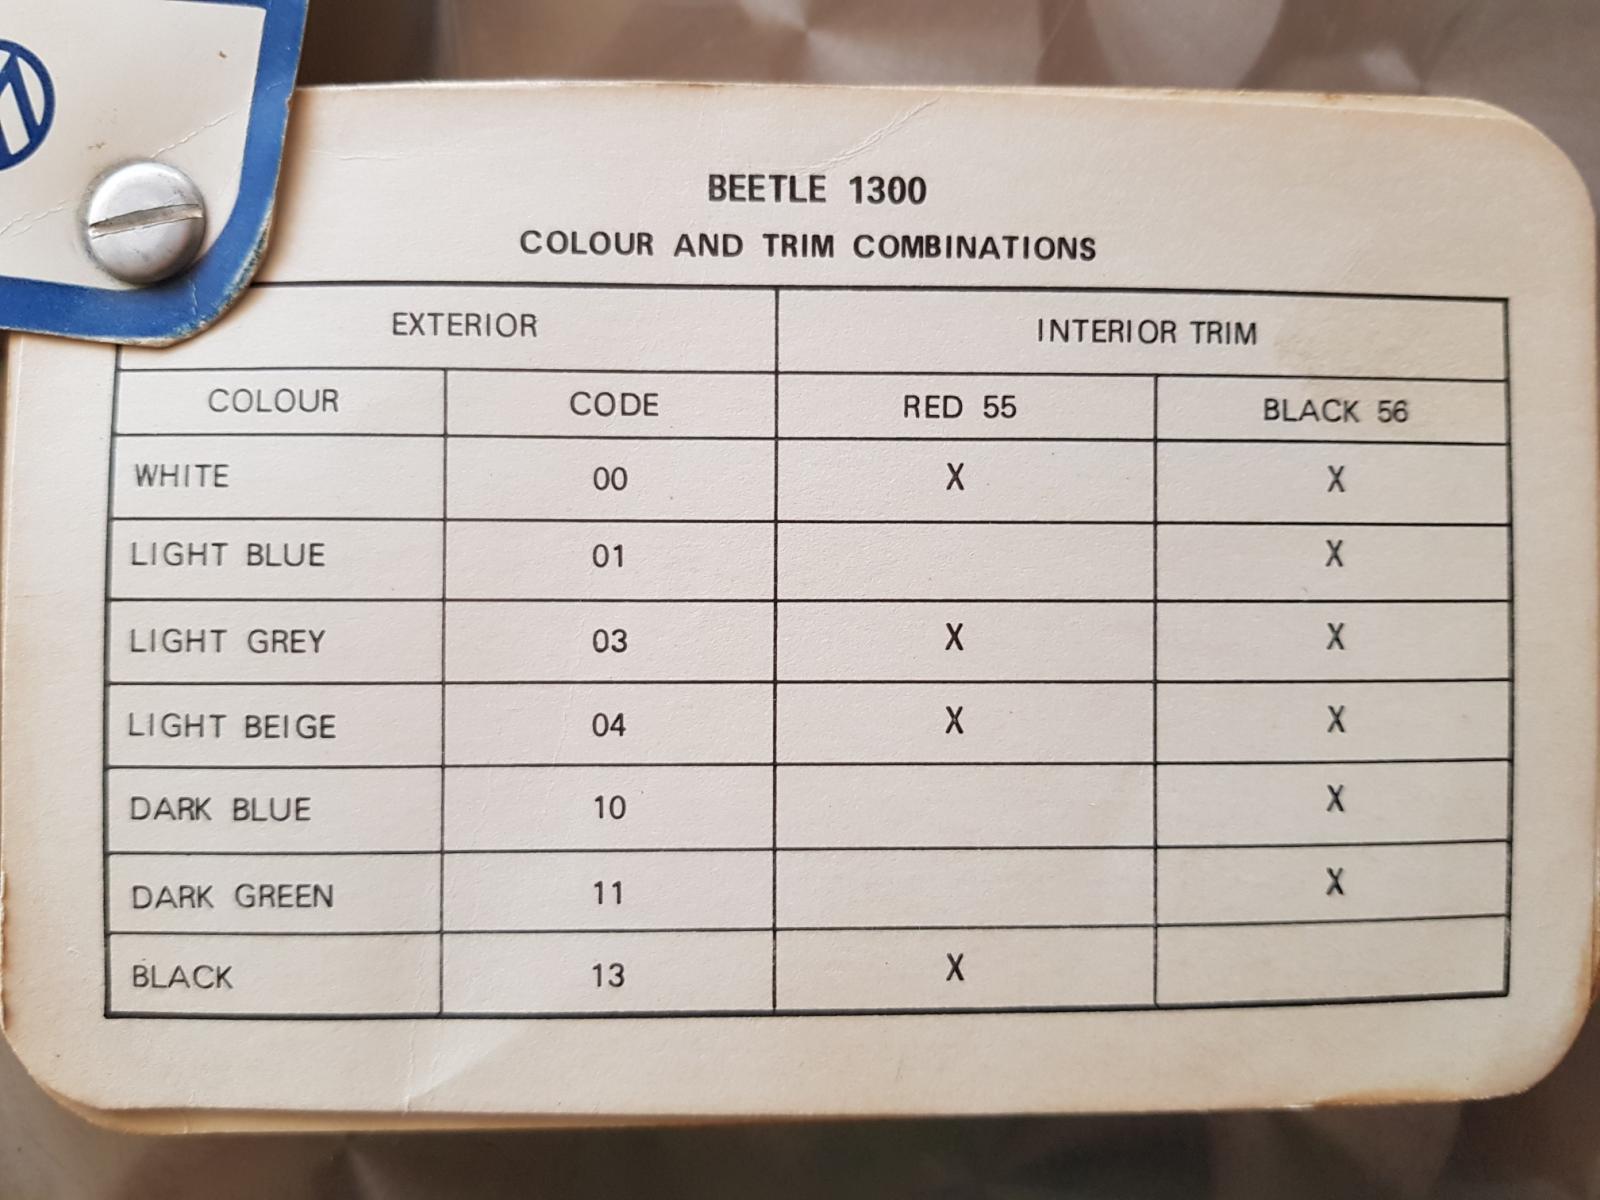 BEETLE 1300
COLOUR AND TRIM COMBINATIONS
EXTERIOR INTERIOR TRIM
COLOUR CODE RED 55 BLACK 56
WHITE 00 X X
LIGHT BLUE 01 X
LIGHT GREY 03 X X
LIGHT BEIGE 04 X X
DARK BLUE 10 X
DARK GREEN 11 X
BLACK 13 X